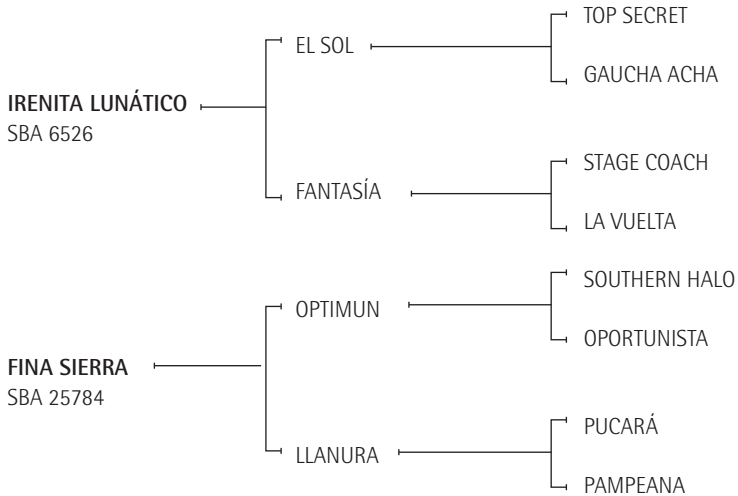 TOP SECRET
EL SOL
GAUCHA ACHA
IRENITA LUNÁTICO
SBA 6526
STAGE COACH
FANTASÍA
LA VUELTA
SOUTHERN HALO
OPTIMUN
OPORTUNISTA
FINA SIERRA
SBA 25784
PUCARÁ
LLANURA
PAMPEANA